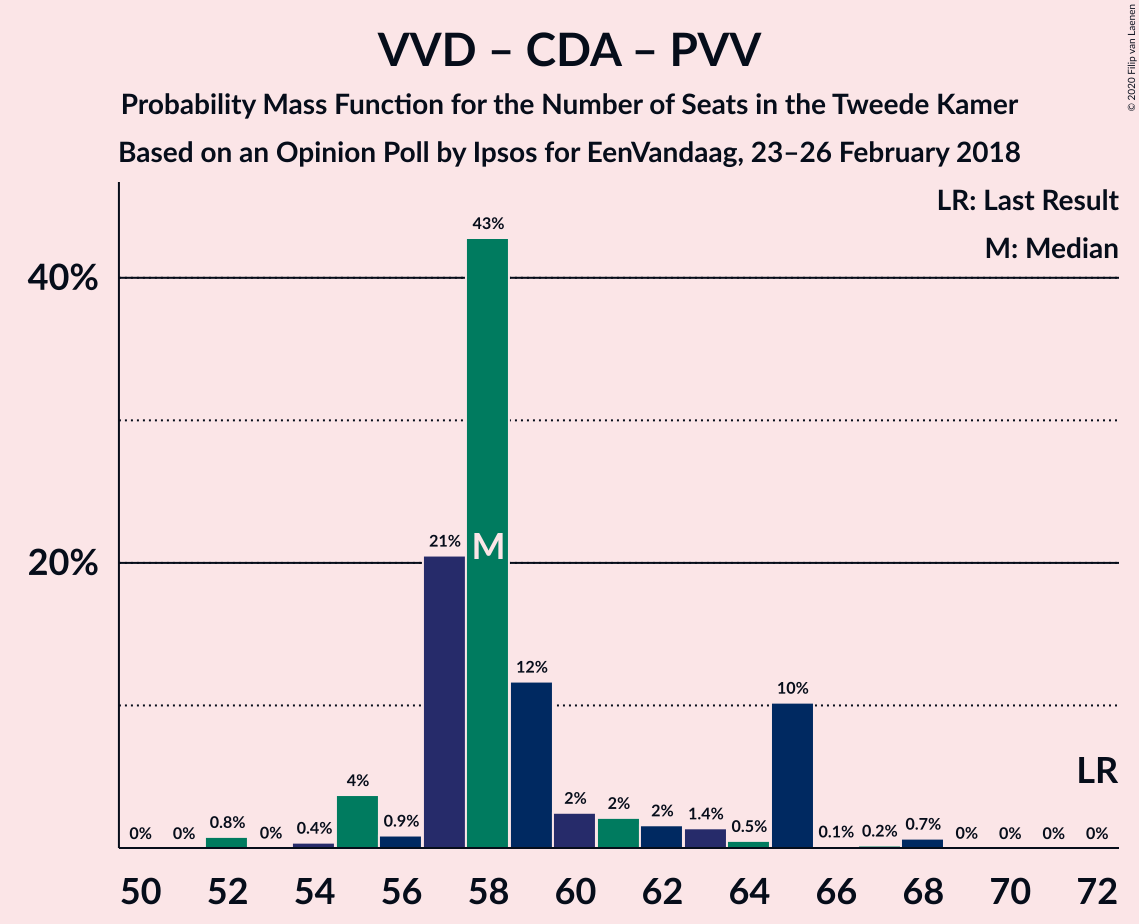 VVD – CDA – PVV
Probability Mass Function for the Number of Seats in the Tweede Kamer
Based on an Opinion Poll by Ipsos for EenVandaag, 23–26 February 2018
© 2020 Filip van Laenen
LR: Last Result
M: Median
40%
20%
0%
0%
0.8%
0%
0.4%
4%
0.9%
21%
43%
M
12%
2%
2%
2%
1.4%
0.5%
10%
0.1%
0.2%
0.7%
0%
0%
0%
0%
LR
50 52 54 56 58 60 62 64 66 68 70 72